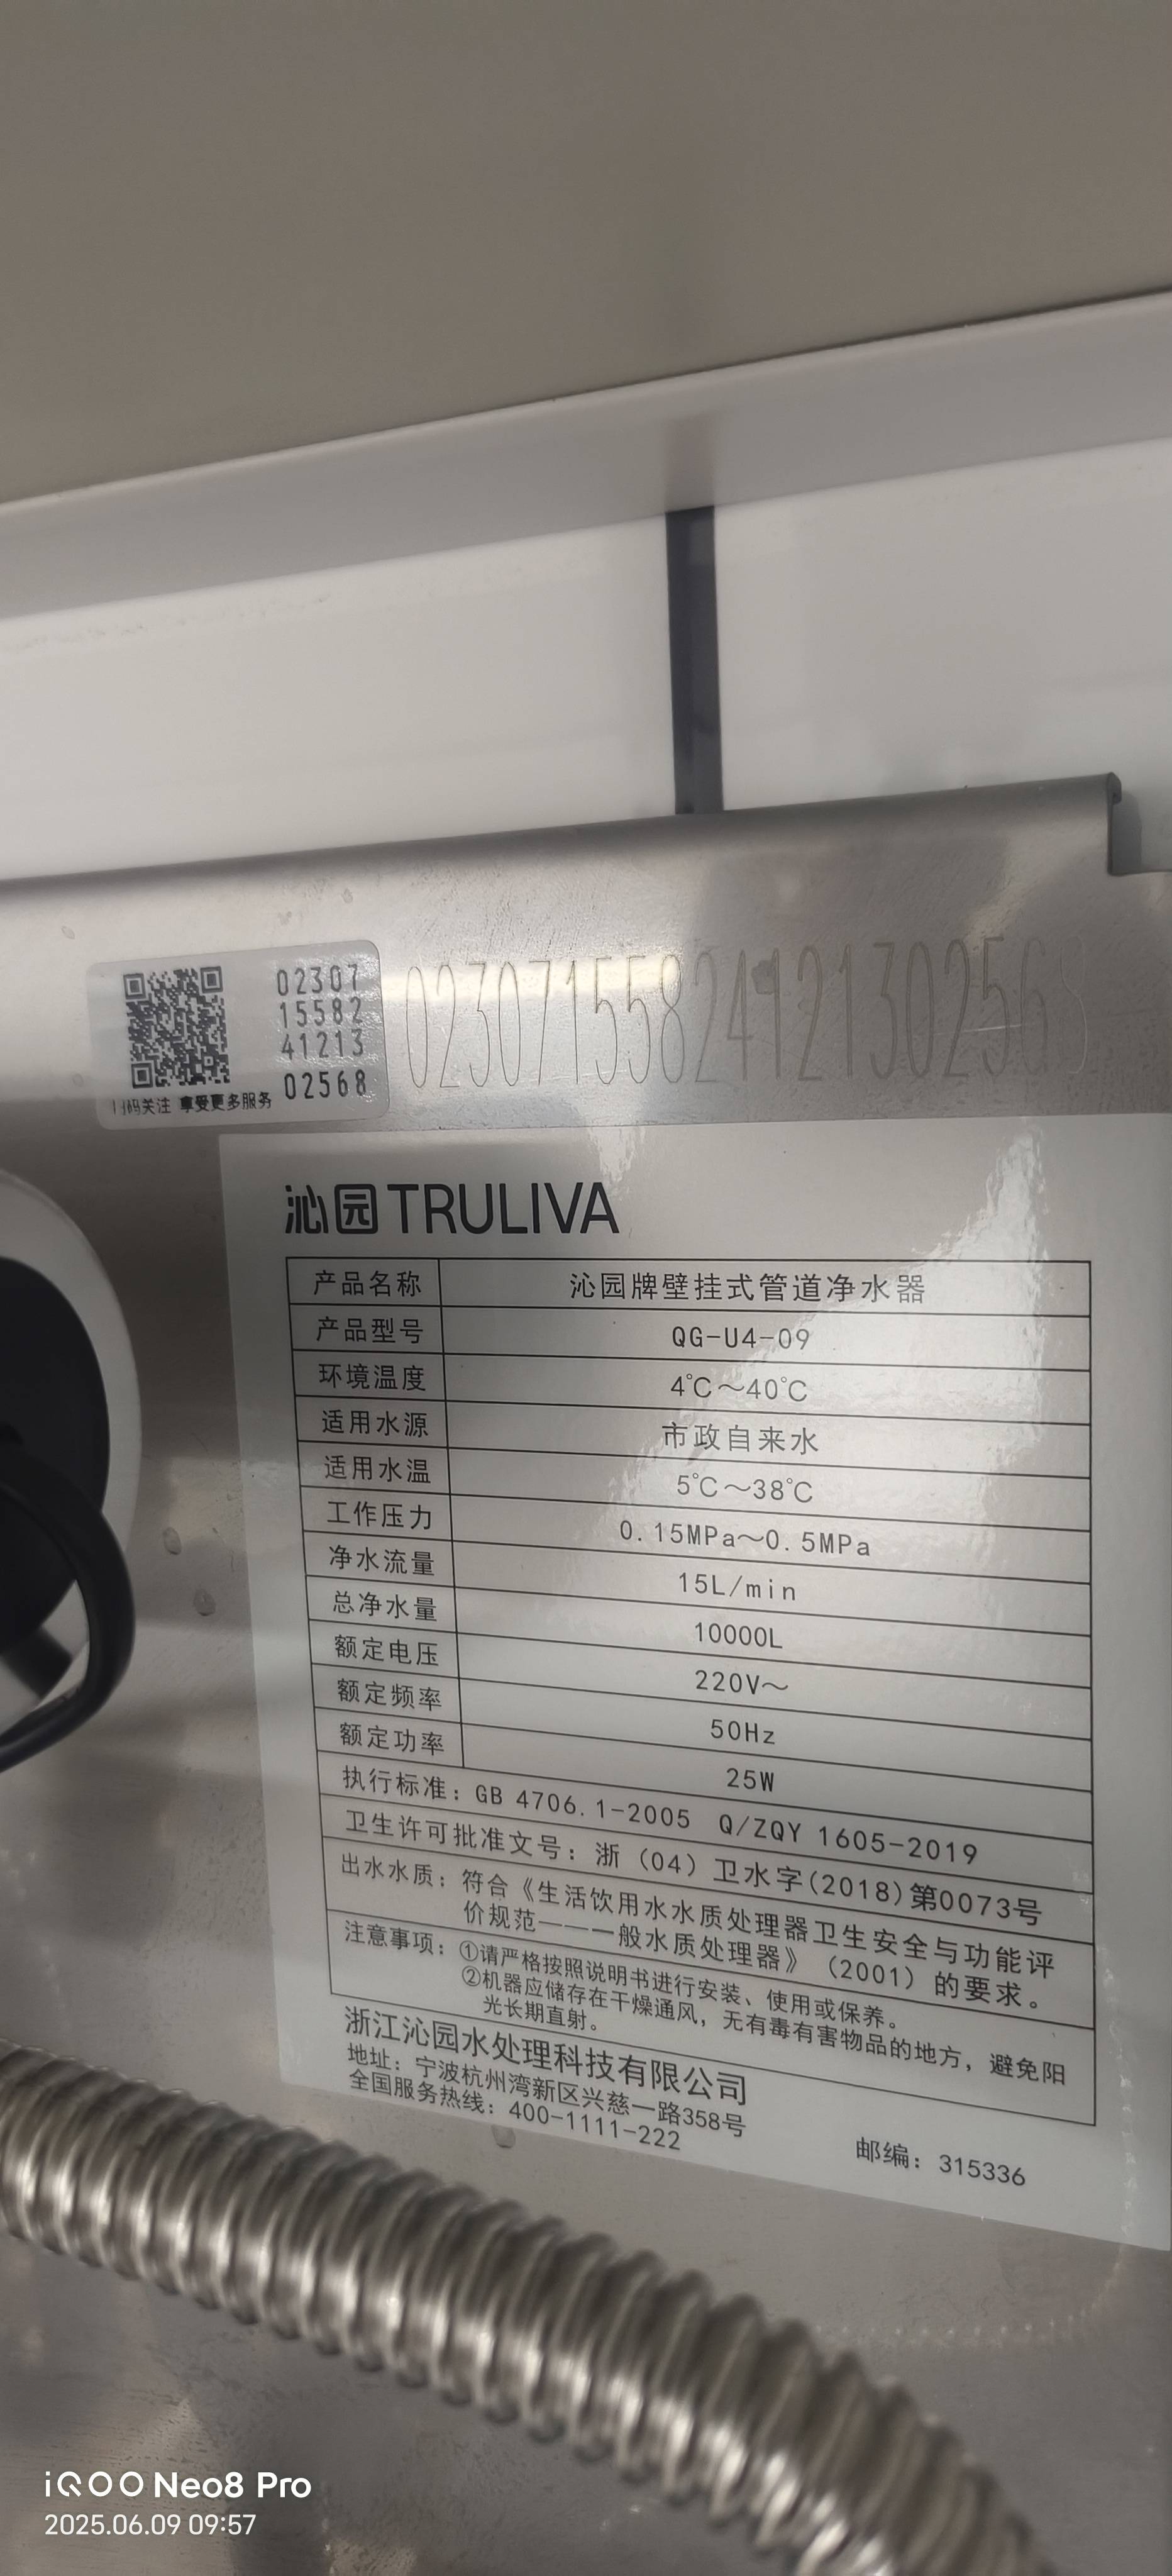 02307
15582
41213
02568
码关注 享受更多服务
02307155824121302568
沁园 TRULIVA
产品名称 沁园牌壁挂式管道净水器
产品型号 QG-U4-09
环境温度 4℃～40℃
适用水源 市政自来水
适用水温 5℃～38℃
工作压力 0.15MPa～0.5MPa
净水流量 15L/min
总净水量 10000L
额定电压 220V～
额定频率 50Hz
额定功率 25W
执行标准：GB 4706.1-2005 Q/ZQY 1605-2019
卫生许可批准文号：浙（04）卫水字(2018)第0073号
出水水质：符合《生活饮用水水质处理器卫生安全与功能评
价规范——一般水质处理器》（2001）的要求。
注意事项：①请严格按照说明书进行安装、使用或保养。
②机器应储存在干燥通风，无有毒有害物品的地方，避免阳
光长期直射。
浙江沁园水处理科技有限公司
地址：宁波杭州湾新区兴慈一路358号
全国服务热线：400-1111-222 邮编：315336
iQOO Neo8 Pro
2025.06.09 09:57